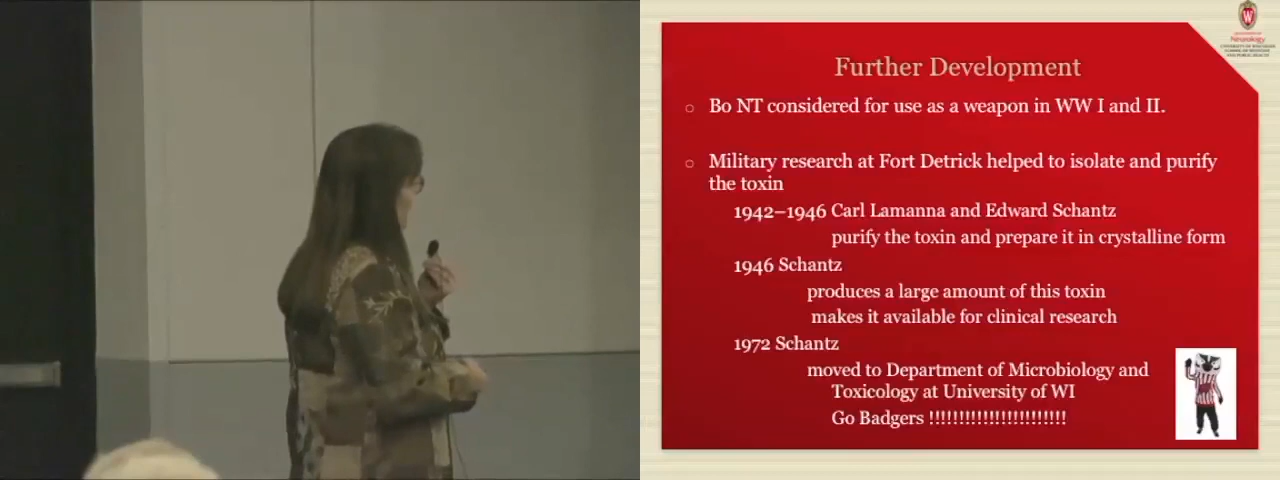 Further Development
Bo NT considered for use as a weapon in WW I and II.
Military research at Fort Detrick helped to isolate and purify
the toxin
1942–1946 Carl Lamanna and Edward Schantz
purify the toxin and prepare it in crystalline form
1946 Schantz
produces a large amount of this toxin
makes it available for clinical research
1972 Schantz
moved to Department of Microbiology and
Toxicology at University of WI
Go Badgers !!!!!!!!!!!!!!!!!!!!!!!
W
Neurology